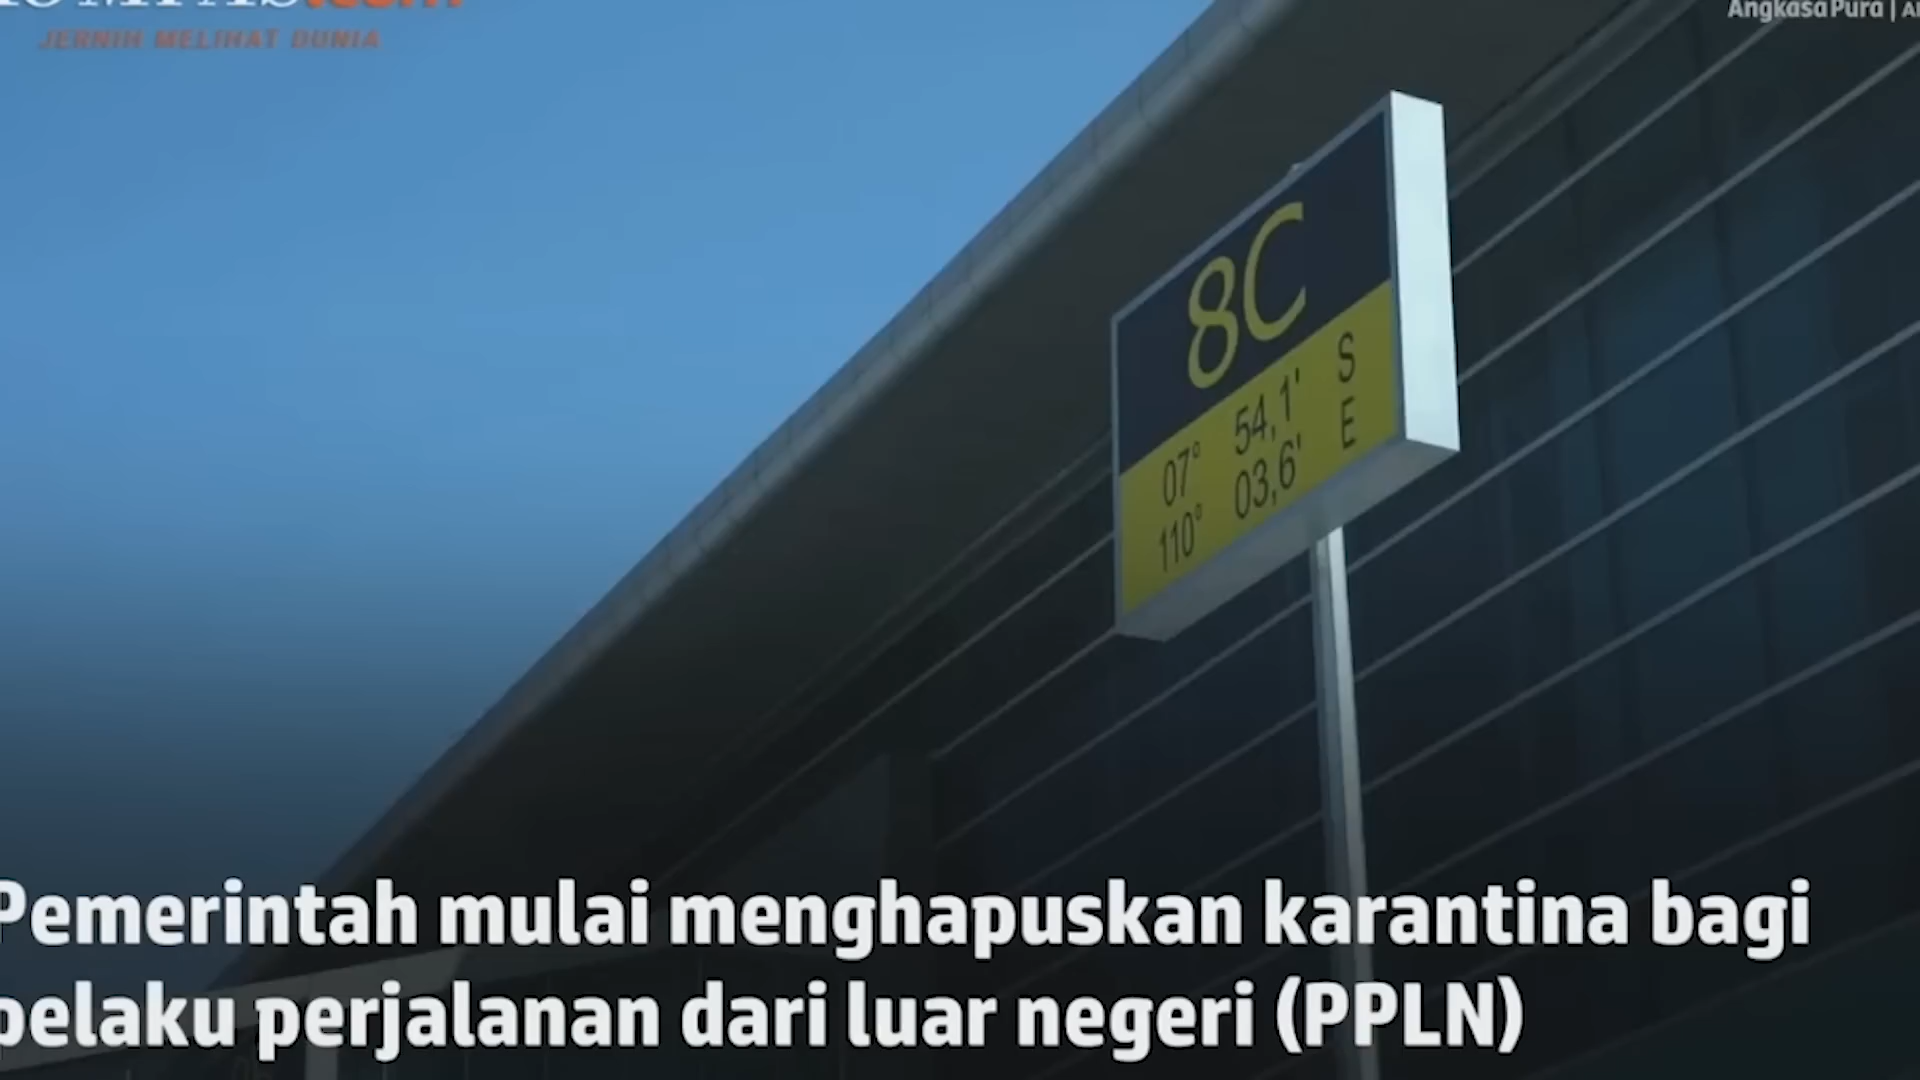 JERNIH MELIHAT DUNIA
AngkasaPura |
8C
07° 54,1' S
110° 03,6' E
Pemerintah mulai menghapuskan karantina bagi
pelaku perjalanan dari luar negeri (PPLN)